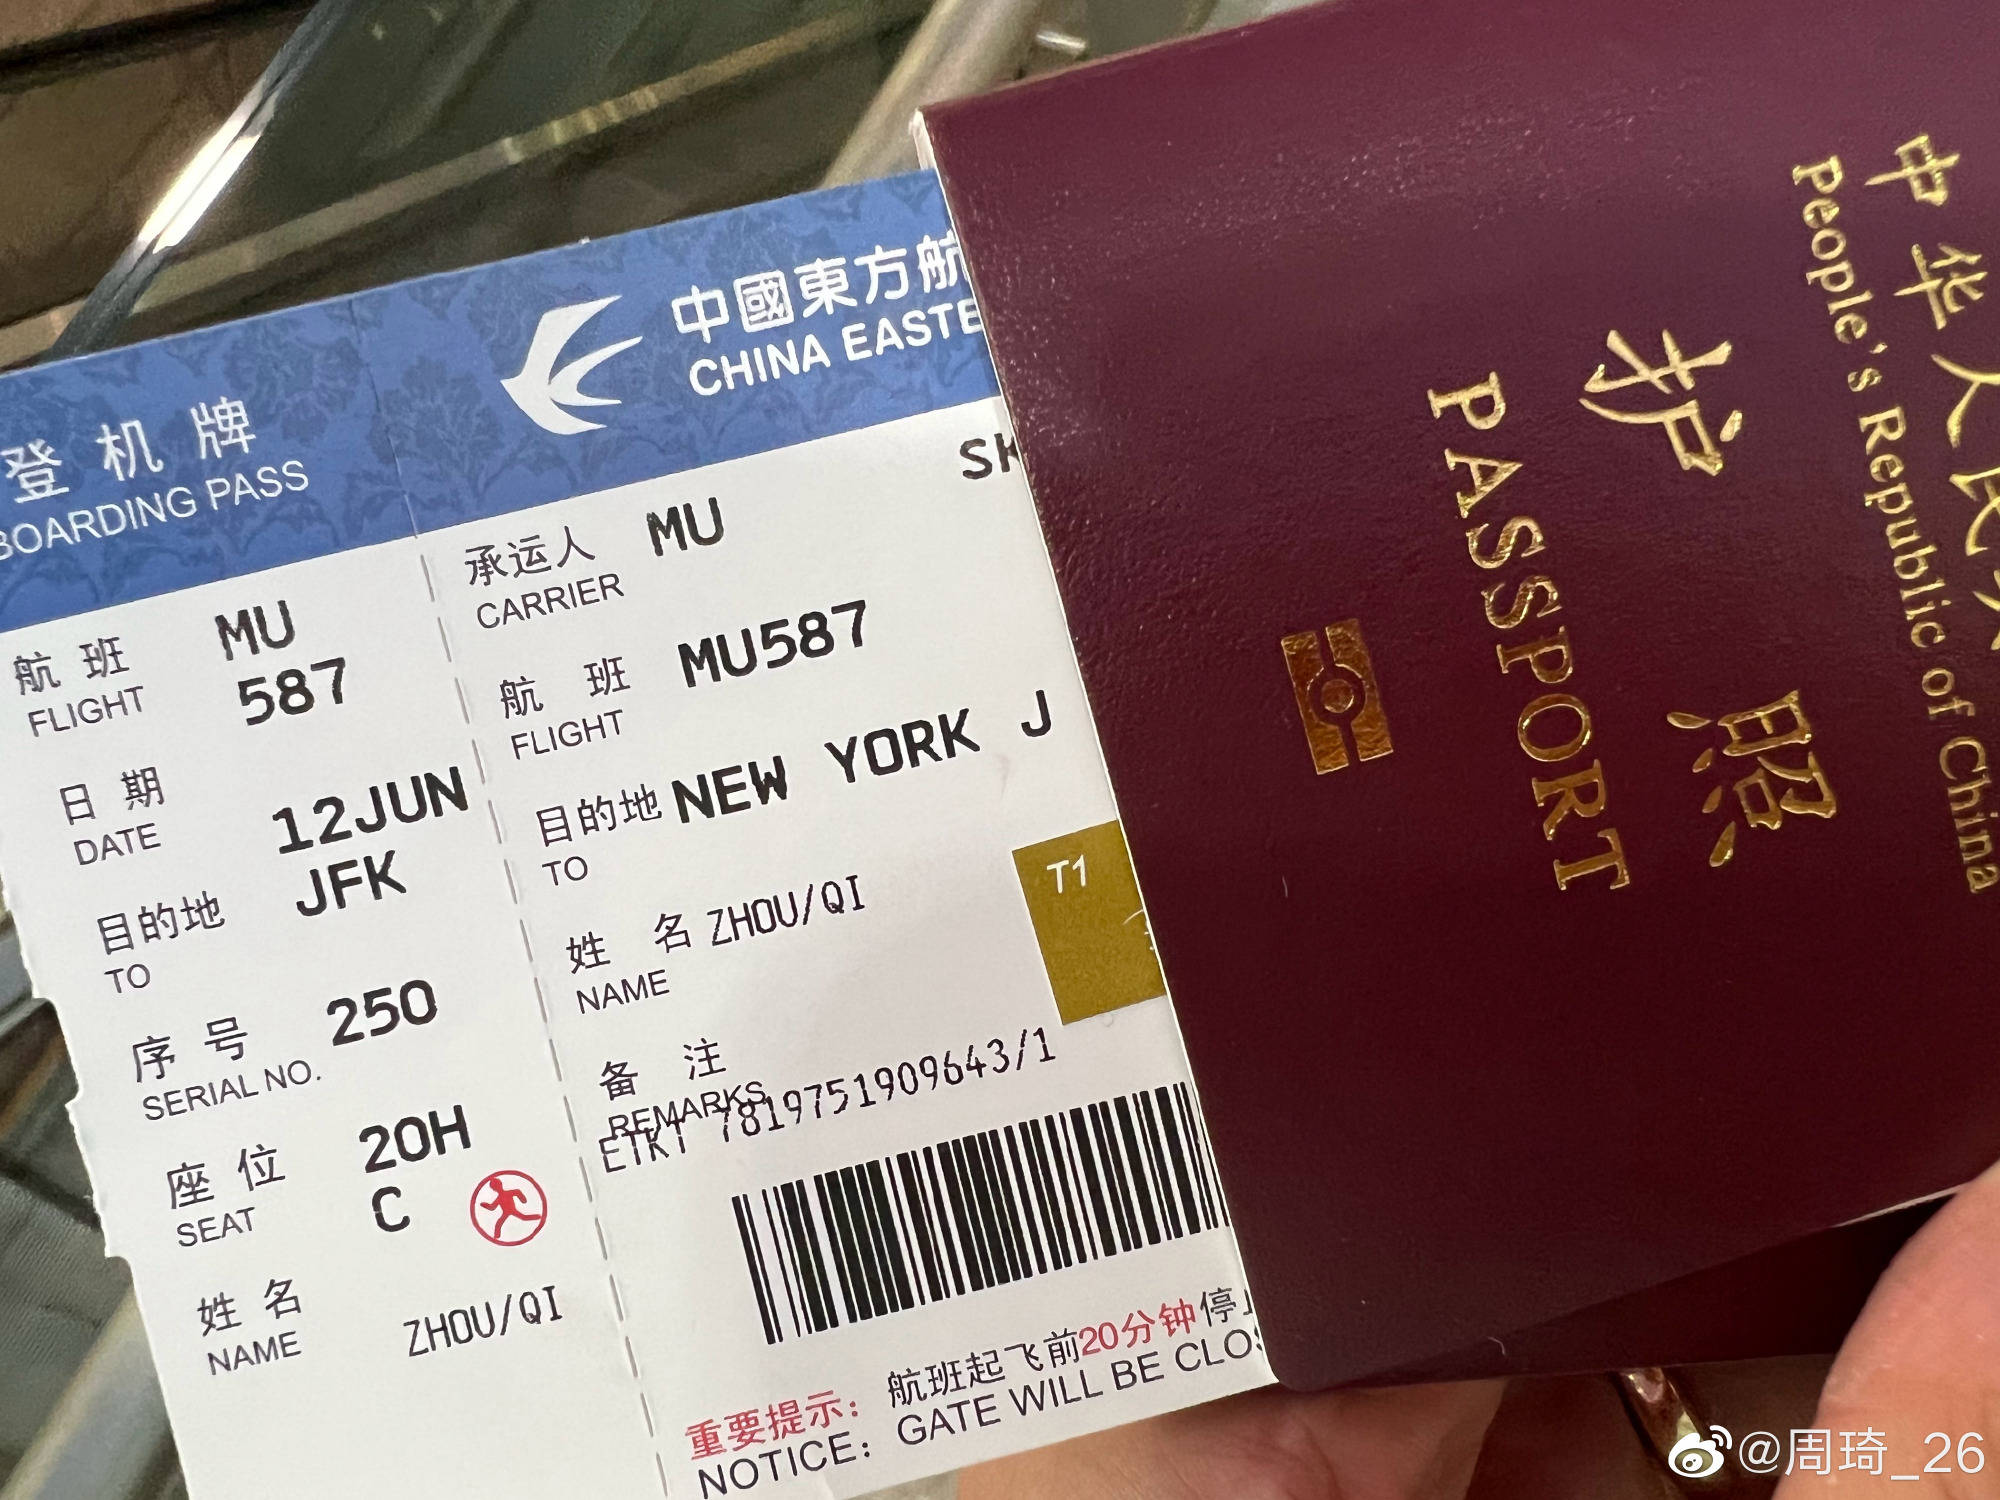 登机牌
BOARDING PASS
航班 MU
FLIGHT 587
日期
DATE 12JUN
目的地 JFK
TO
序号 250
SERIAL NO.
座位 20H
SEAT C
姓名
NAME ZHOU/QI
中國東方航
CHINA EASTE
SK
承运人 MU
CARRIER
航班 MU587
FLIGHT
目的地 NEW YORK J
TO
姓名 ZHOU/QI
NAME
T1
备注
REMARKS
ETKT 7819751909643/1
重要提示：航班起飞前20分钟停
NOTICE：GATE WILL BE CLOS
中华人民
People's Republic of China
护照
PASSPORT
@周琦_26